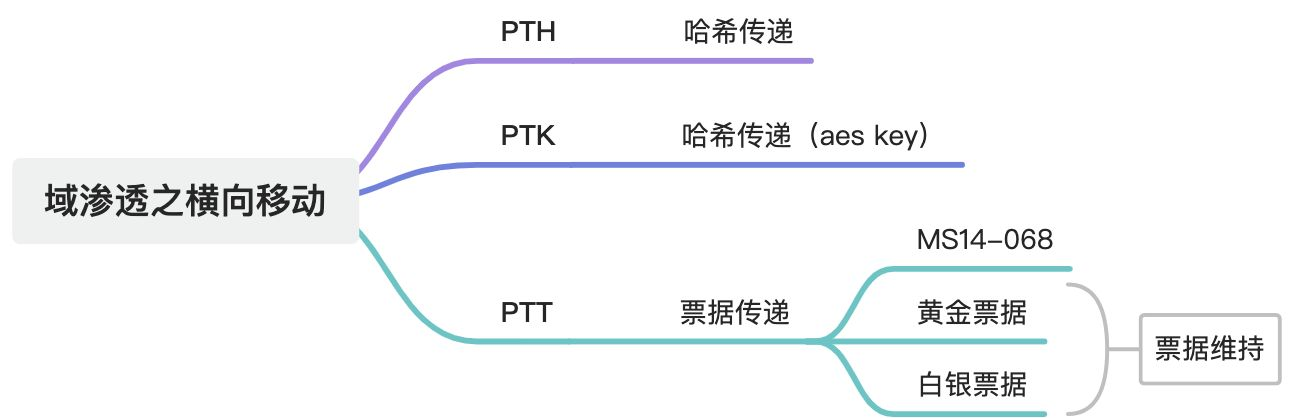 PTH 哈希传递
PTK 哈希传递（aes key）
域渗透之横向移动
MS14-068
PTT 票据传递
黄金票据
票据维持
白银票据